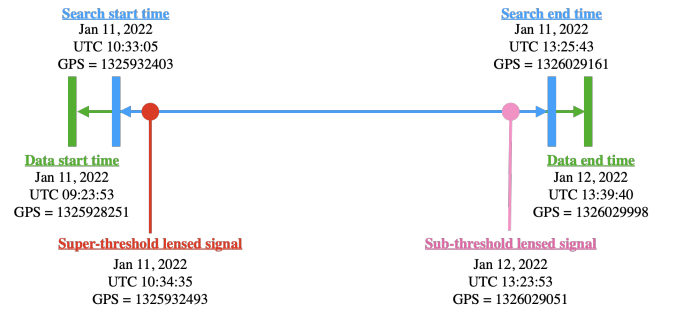 Search start time
Jan 11, 2022
UTC 10:33:05
GPS = 1325932403
Search end time
Jan 11, 2022
UTC 13:25:43
GPS = 1326029161
Data start time
Jan 11, 2022
UTC 09:23:53
GPS = 1325928251
Data end time
Jan 12, 2022
UTC 13:39:40
GPS = 1326029998
Super-threshold lensed signal
Jan 11, 2022
UTC 10:34:35
GPS = 1325932493
Sub-threshold lensed signal
Jan 12, 2022
UTC 13:23:53
GPS = 1326029051